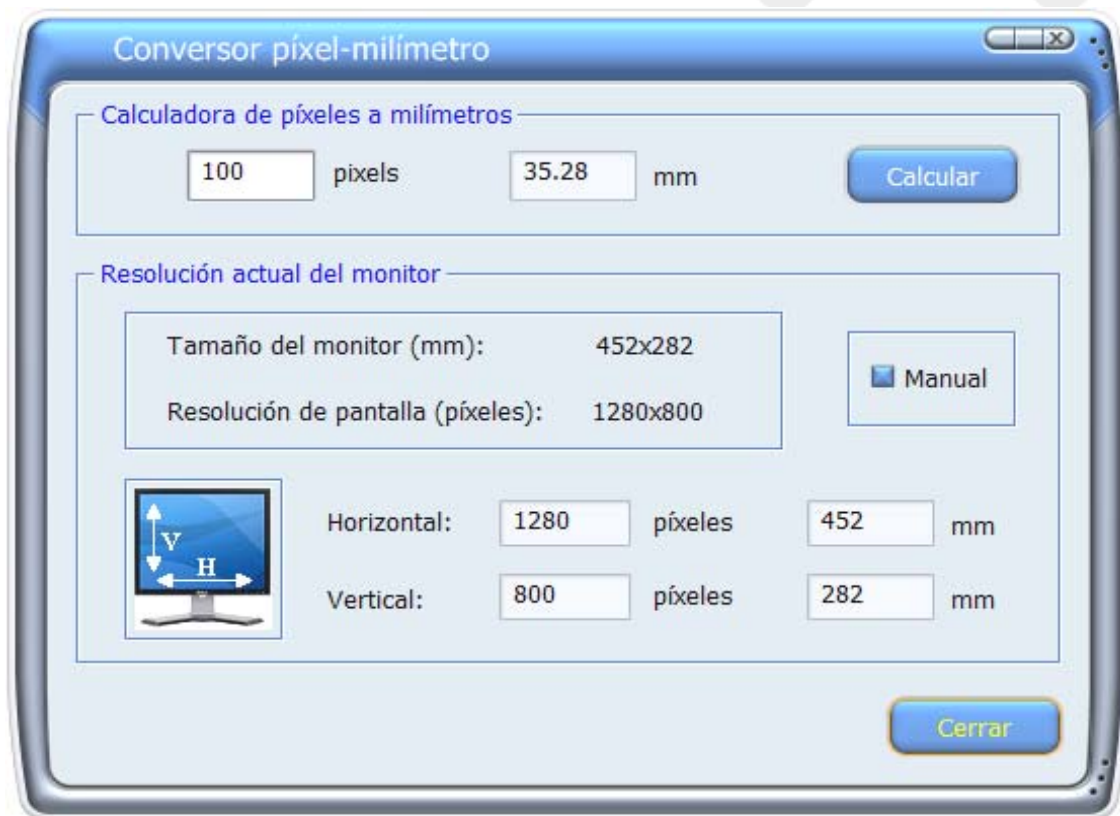 Conversor píxel-milímetro
Calculadora de píxeles a milímetros
100 pixels 35.28 mm Calcular
Resolución actual del monitor
Tamaño del monitor (mm): 452x282
Manual
Resolución de pantalla (píxeles): 1280x800
V
H
Horizontal: 1280 píxeles 452 mm
Vertical: 800 píxeles 282 mm
Cerrar